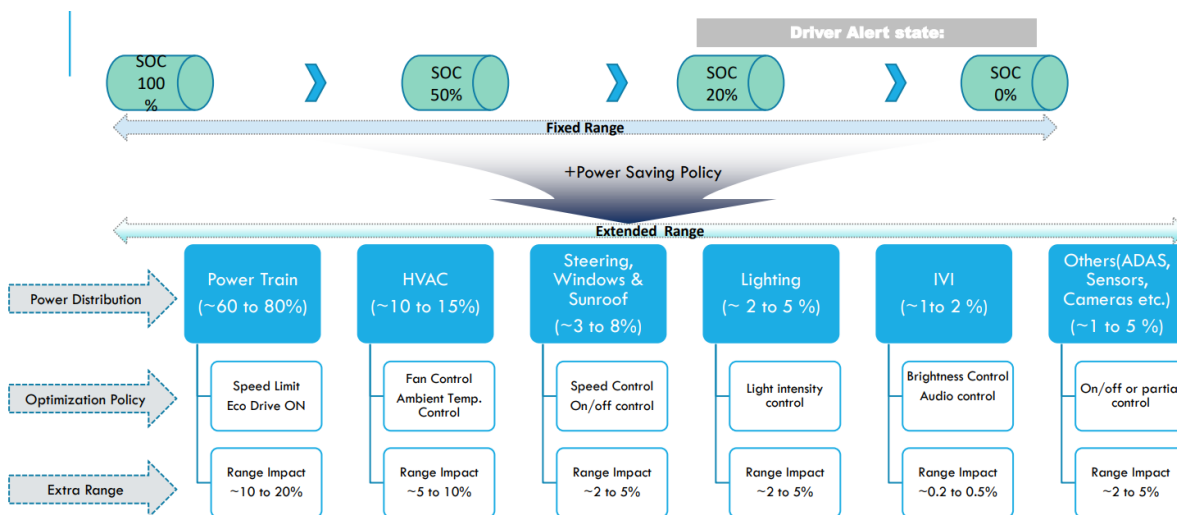 Driver Alert state:
SOC
100
%
SOC
50%
SOC
20%
SOC
0%
Fixed Range
+Power Saving Policy
Extended Range
Power Distribution
Power Train
(~60 to 80%)
HVAC
(~10 to 15%)
Steering,
Windows &
Sunroof
(~3 to 8%)
Lighting
(~ 2 to 5 %)
IVI
(~1to 2 %)
Others(ADAS,
Sensors,
Cameras etc.)
(~1 to 5 %)
Optimization Policy
Speed Limit
Eco Drive ON
Fan Control
Ambient Temp.
Control
Speed Control
On/off control
Light intensity
control
Brightness Control
Audio control
On/off or partial
control
Extra Range
Range Impact
~10 to 20%
Range Impact
~5 to 10%
Range Impact
~2 to 5%
Range Impact
~2 to 5%
Range Impact
~0.2 to 0.5%
Range Impact
~2 to 5%